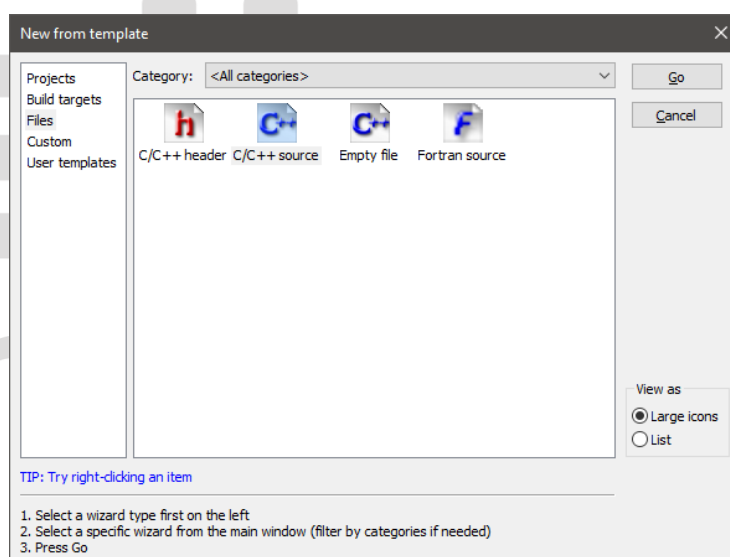 New from template
Projects
Build targets
Files
Custom
User templates
Category: <All categories>
Go
Cancel
C/C++ header C/C++ source Empty file Fortran source
View as
Large icons
List
TIP: Try right-clicking an item
1. Select a wizard type first on the left
2. Select a specific wizard from the main window (filter by categories if needed)
3. Press Go